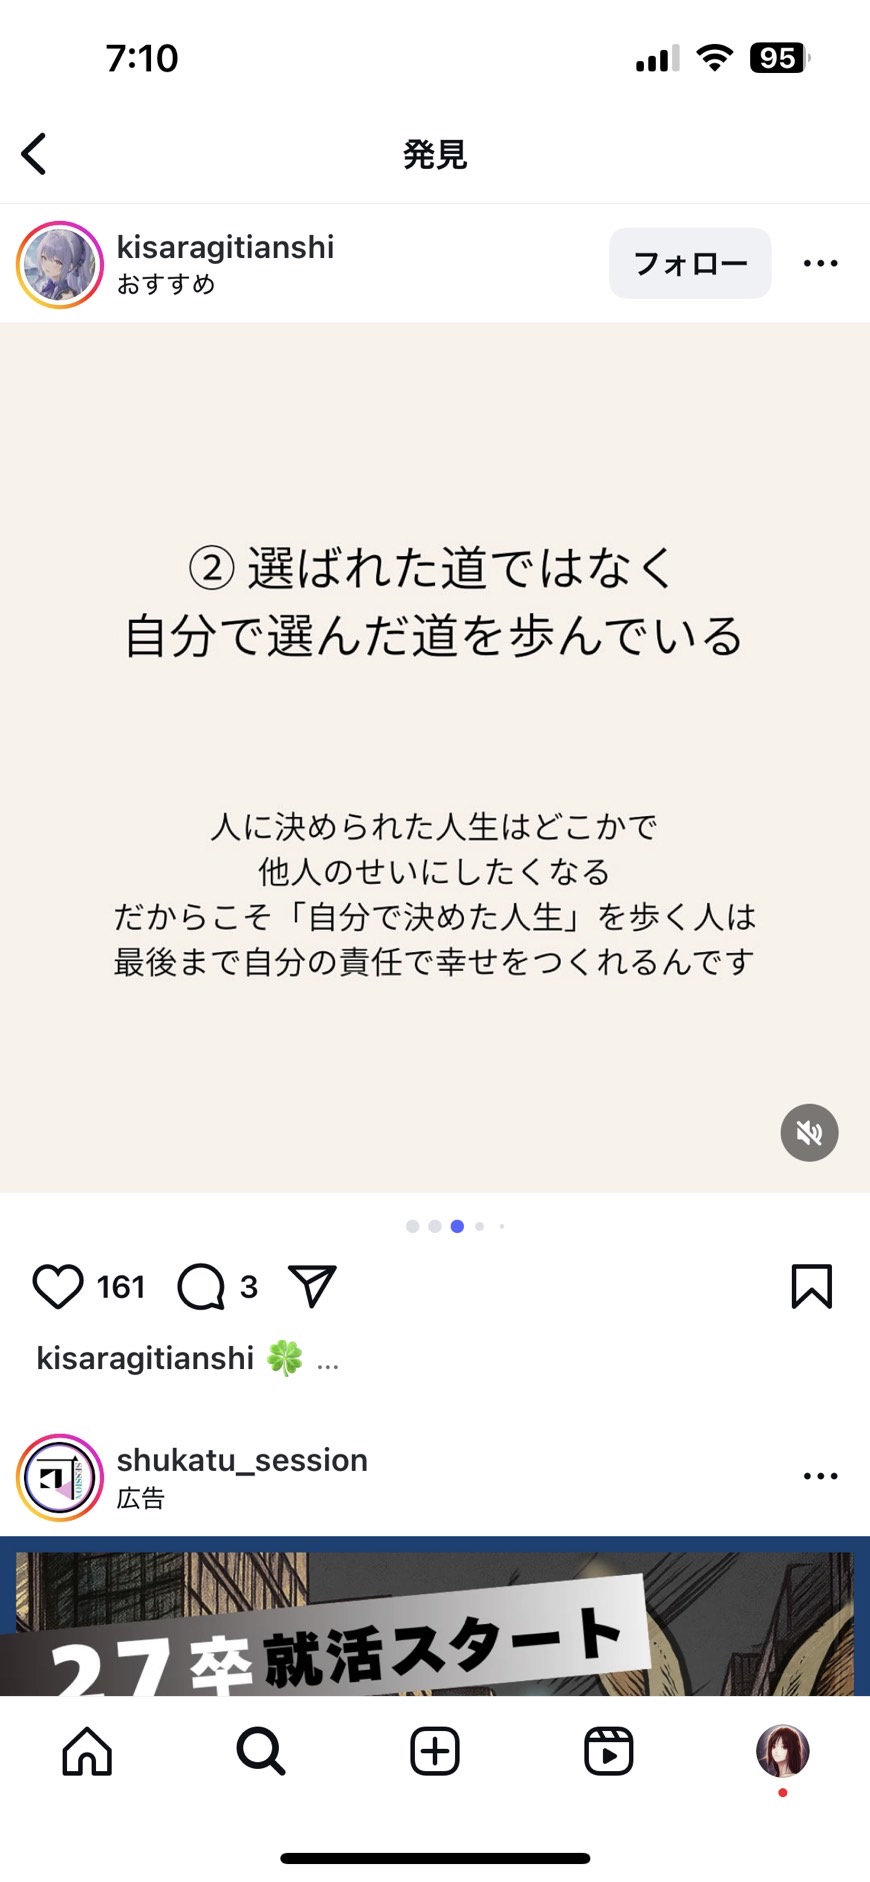 7:10
95
発見
kisaragitianshi
おすすめ
フォロー
② 選ばれた道ではなく
自分で選んだ道を歩んでいる
人に決められた人生はどこかで
他人のせいにしたくなる
だからこそ「自分で決めた人生」を歩く人は
最後まで自分の責任で幸せをつくれるんです
161
3
kisaragitianshi 🍀 ...
shukatu_session
広告
SESSION
27卒就活スタート